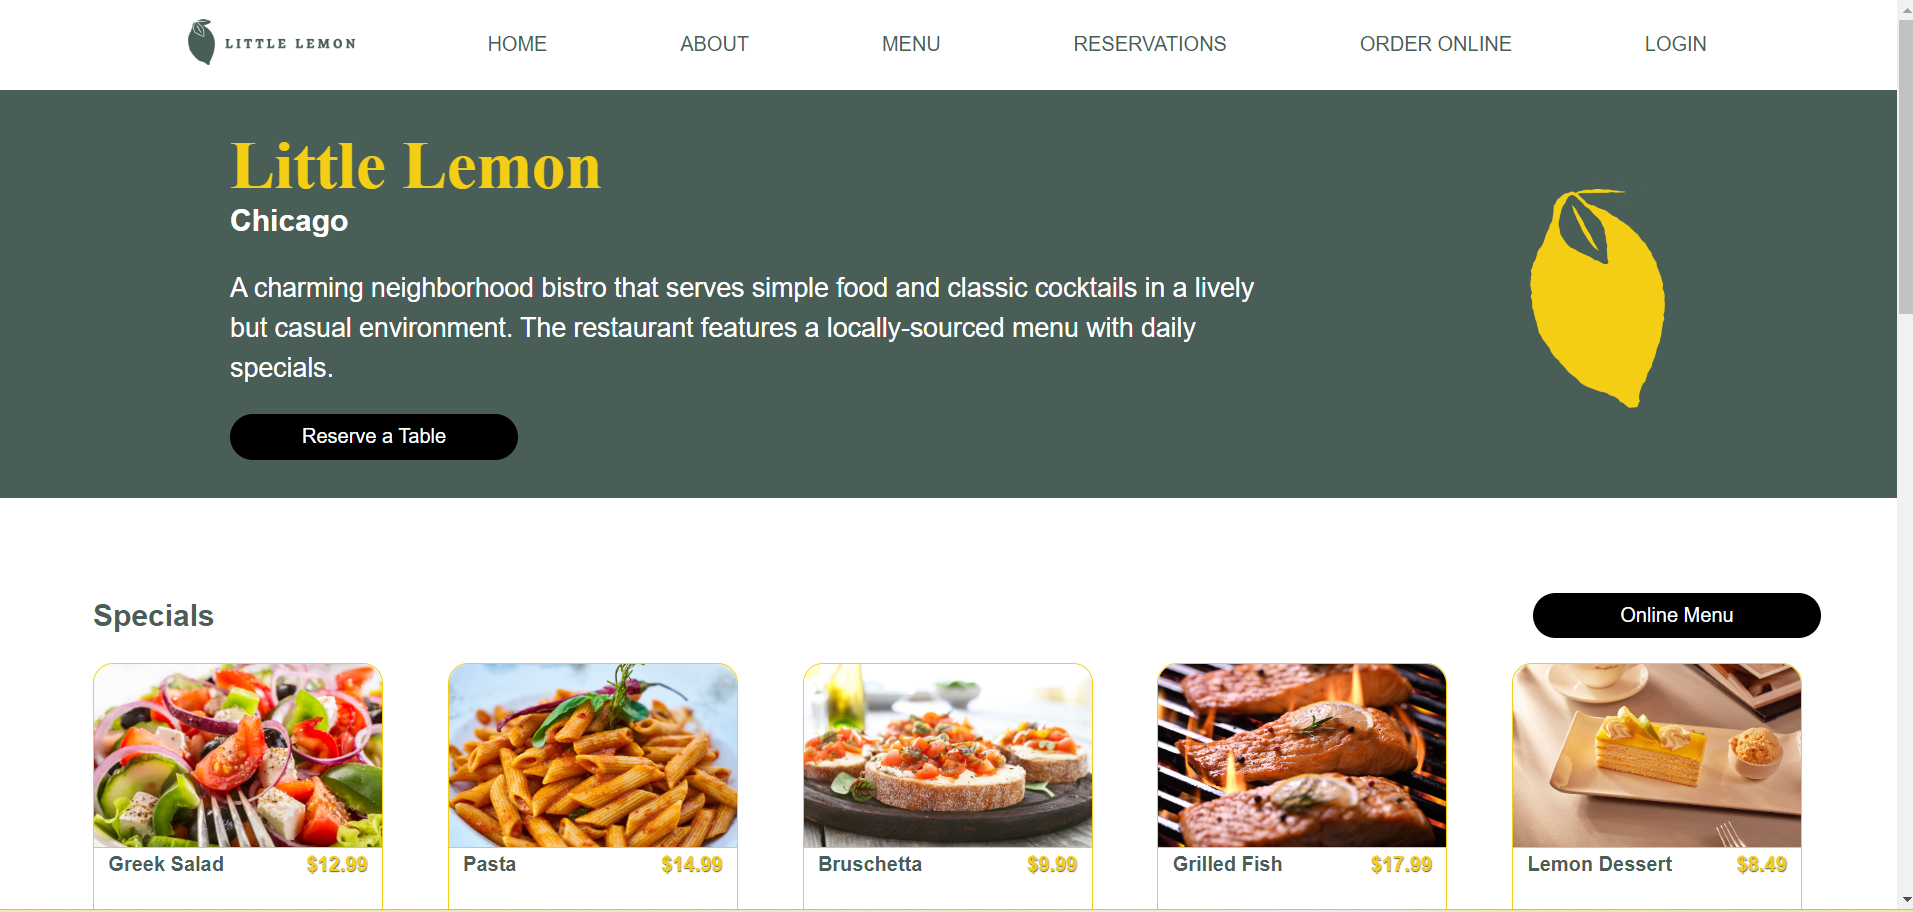 LITTLE LEMON
HOME
ABOUT
MENU
RESERVATIONS
ORDER ONLINE
LOGIN
Little Lemon
Chicago
A charming neighborhood bistro that serves simple food and classic cocktails in a lively
but casual environment. The restaurant features a locally-sourced menu with daily
specials.
Reserve a Table
Specials
Online Menu
Greek Salad $12.99
Pasta $14.99
Bruschetta $9.99
Grilled Fish $17.99
Lemon Dessert $8.49